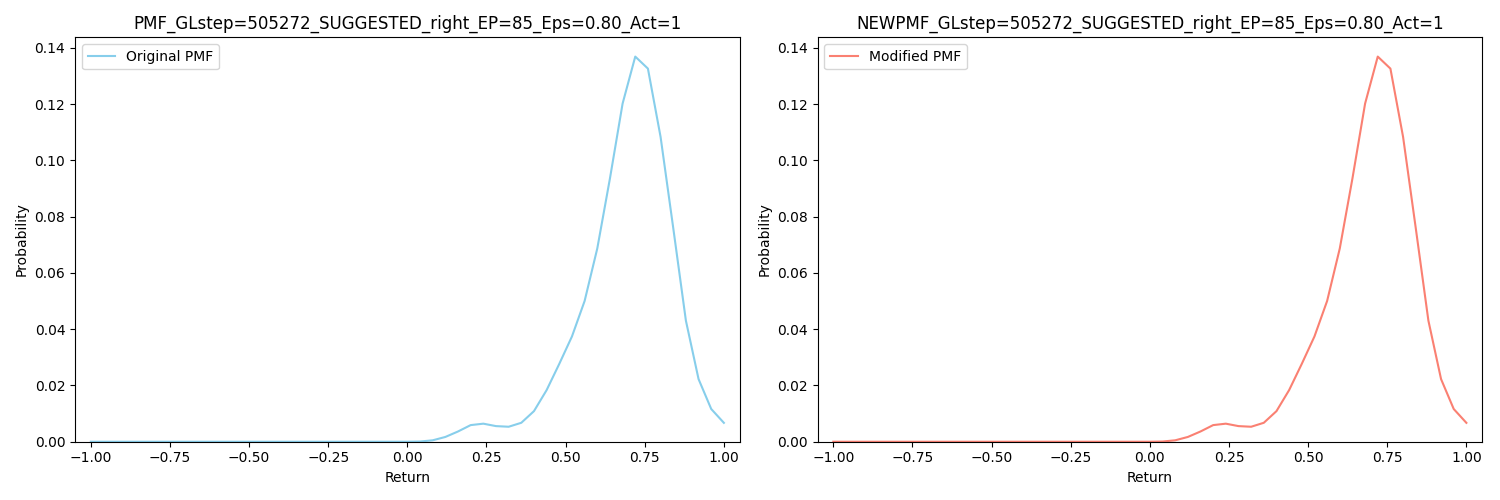 PMF_GLstep=505272_SUGGESTED_right_EP=85_Eps=0.80_Act=1
Original PMF
0.14
0.12
0.10
0.08
0.06
0.04
0.02
0.00
Probability
−1.00 −0.75 −0.50 −0.25 0.00 0.25 0.50 0.75 1.00
Return
NEWPMF_GLstep=505272_SUGGESTED_right_EP=85_Eps=0.80_Act=1
Modified PMF
0.14
0.12
0.10
0.08
0.06
0.04
0.02
0.00
Probability
−1.00 −0.75 −0.50 −0.25 0.00 0.25 0.50 0.75 1.00
Return